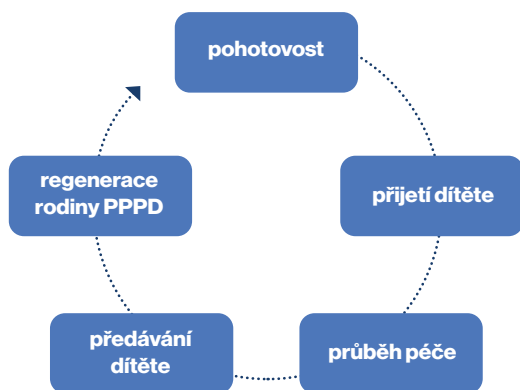 pohotovost
přijetí dítěte
průběh péče
předávání
dítěte
regenerace
rodiny PPPD